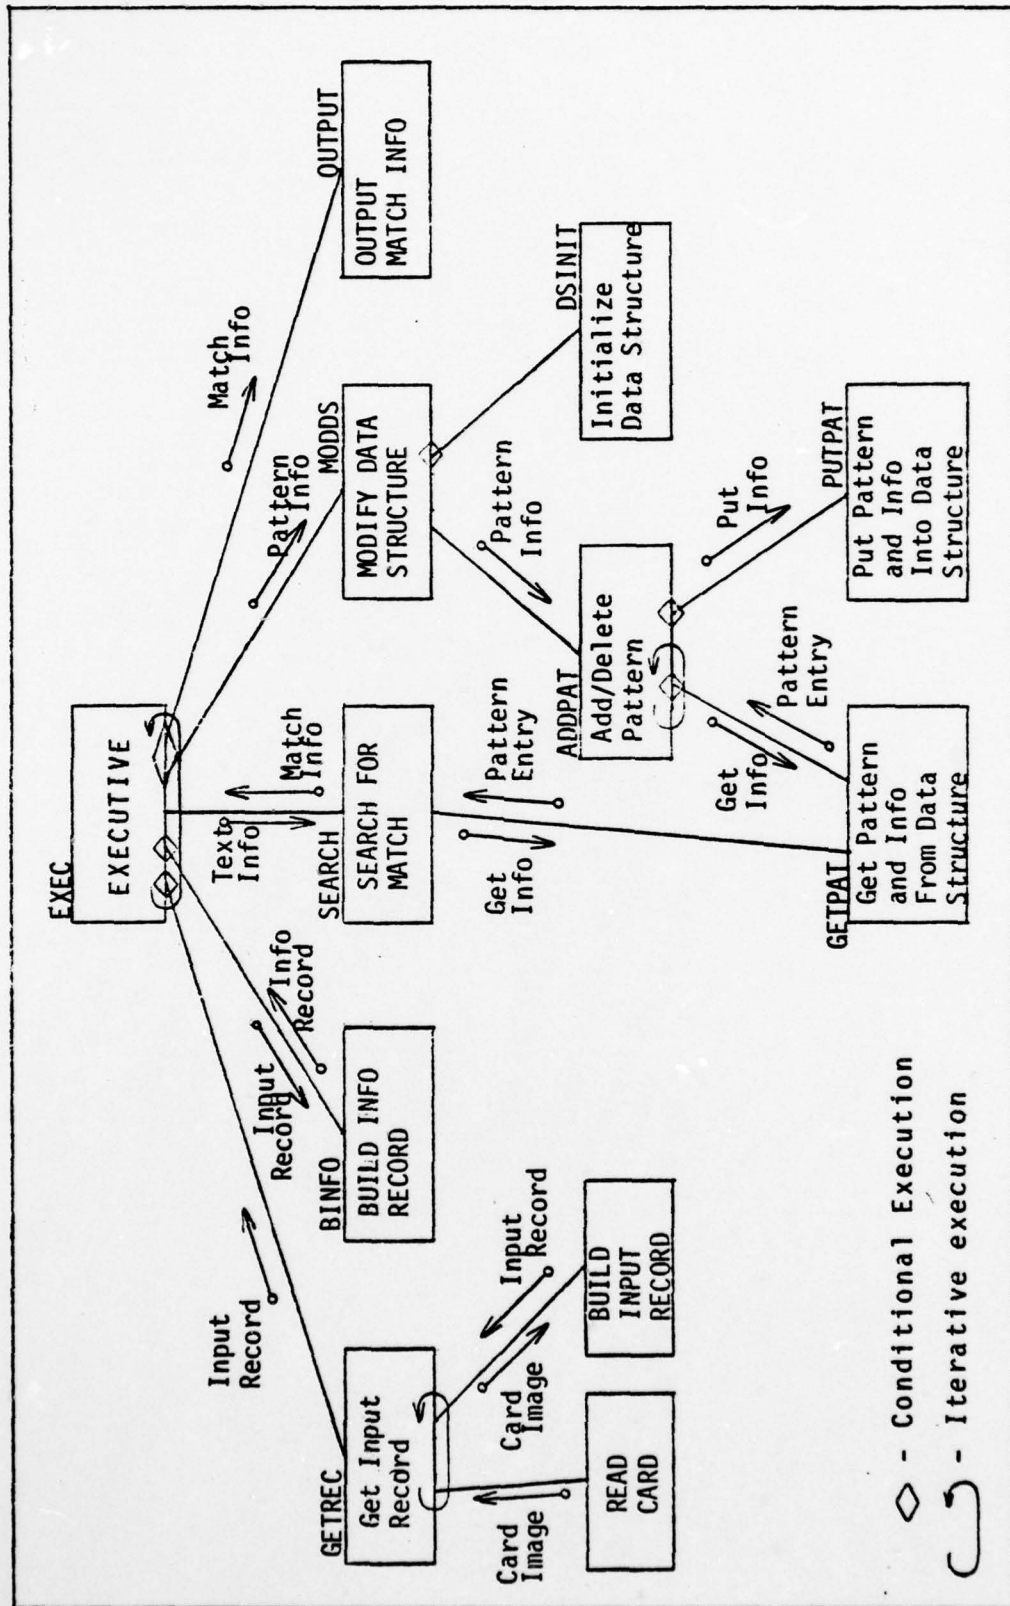 EXEC
EXECUTIVE
Input
Record
Input
Record
Info
Record
Text
Info
Match
Info
Pattern
Info
Match
Info
GETREC
Get Input
Record
BINFO
BUILD INFO
RECORD
SEARCH
SEARCH FOR
MATCH
MODDS
MODIFY DATA
STRUCTURE
OUTPUT
OUTPUT
MATCH INFO
Card
Image
Card
Image
Input
Record
Get
Info
Pattern
Entry
Pattern
Info
READ
CARD
BUILD
INPUT
RECORD
ADDPAT
Add/Delete
Pattern
DSINIT
Initialize
Data Structure
Get
Info
Pattern
Entry
Put
Info
GETPAT
Get Pattern
and Info
From Data
Structure
PUTPAT
Put Pattern
and Info
Into Data
Structure
- Conditional Execution
- Iterative execution